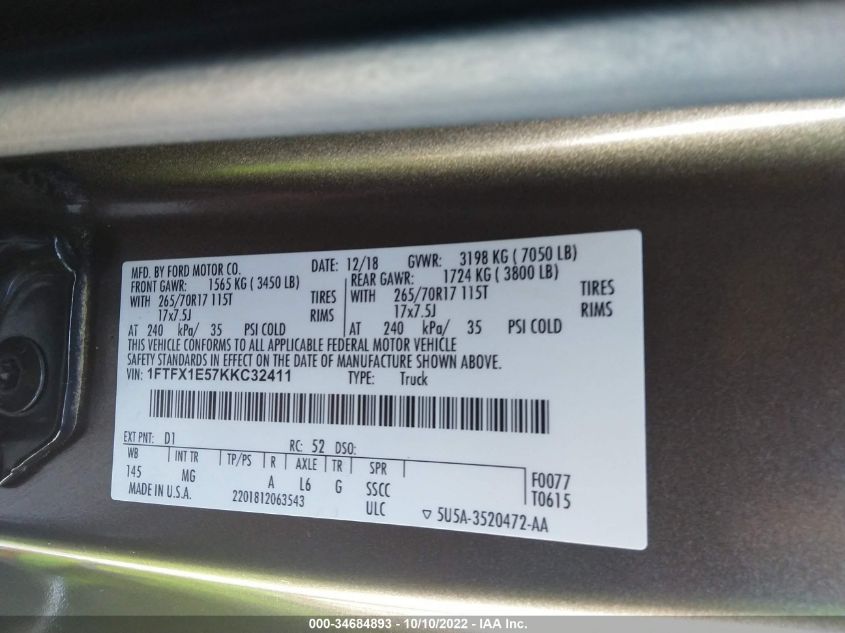 MFD. BY FORD MOTOR CO. DATE: 12/18 GVWR: 3198 KG ( 7050 LB)
FRONT GAWR: 1565 KG ( 3450 LB) REAR GAWR: 1724 KG ( 3800 LB)
WITH 265/70R17 115T TIRES WITH 265/70R17 115T TIRES
17x7.5J RIMS 17x7.5J RIMS
AT 240 kPa/ 35 PSI COLD AT 240 kPa/ 35 PSI COLD
THIS VEHICLE CONFORMS TO ALL APPLICABLE FEDERAL MOTOR VEHICLE
SAFETY STANDARDS IN EFFECT ON THE DATE OF MANUFACTURE SHOWN ABOVE.
VIN: 1FTFX1E57KKC32411 TYPE: Truck
EXT PNT: D1 RC: 52 DSO:
WB INT TR TP/PS R AXLE TR SPR F0077
145 MG A L6 G SSCC T0615
MADE IN U.S.A. 2201812063543 ULC ▽ 5U5A-3520472-AA
000-34684893 - 10/10/2022 - IAA Inc.